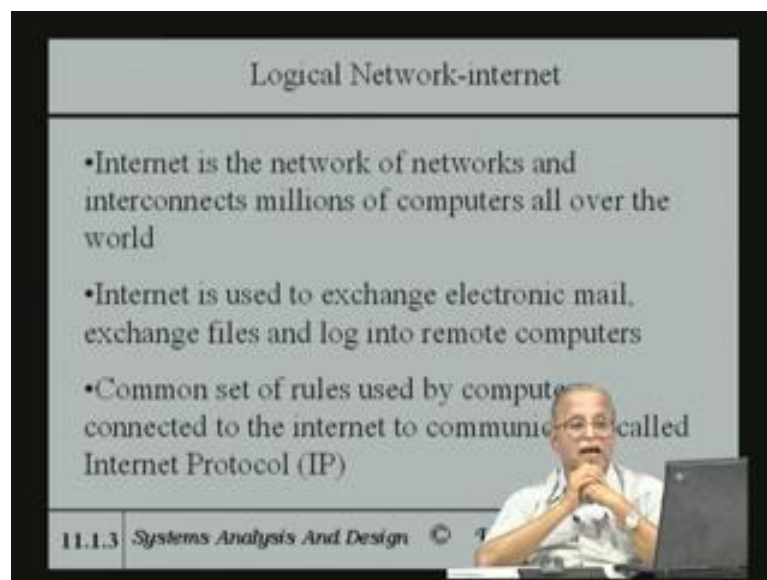 Logical Network-internet
•Internet is the network of networks and
interconnects millions of computers all over the
world
•Internet is used to exchange electronic mail,
exchange files and log into remote computers
•Common set of rules used by
connected to the internet to called
Internet Protocol (IP)
11.1.3 Systems Analysis And Design ©